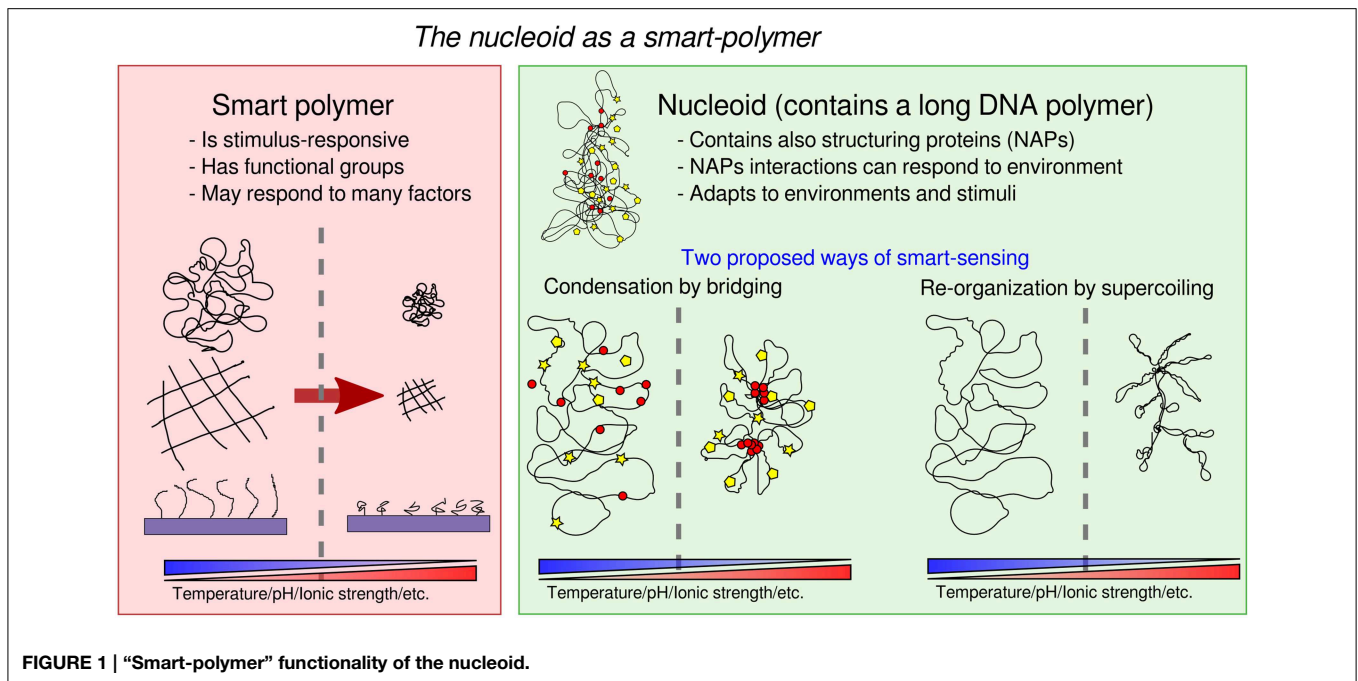 The nucleoid as a smart-polymer
Smart polymer
- Is stimulus-responsive
- Has functional groups
- May respond to many factors
Temperature/pH/Ionic strength/etc.
Nucleoid (contains a long DNA polymer)
- Contains also structuring proteins (NAPs)
- NAPs interactions can respond to environment
- Adapts to environments and stimuli
Two proposed ways of smart-sensing
Condensation by bridging
Temperature/pH/Ionic strength/etc.
Re-organization by supercoiling
Temperature/pH/Ionic strength/etc.
FIGURE 1 | “Smart-polymer” functionality of the nucleoid.